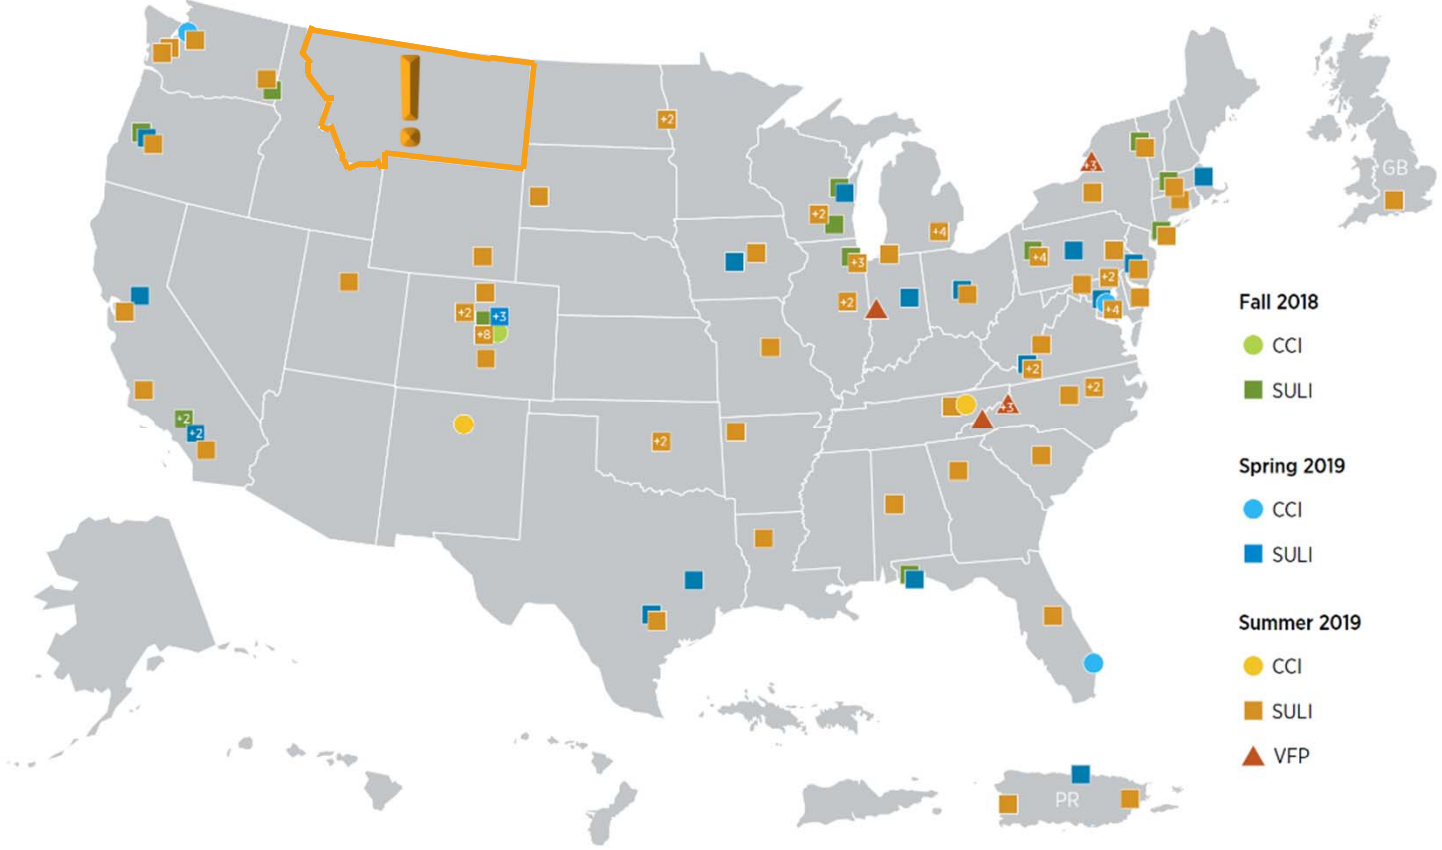 !
+2
+3
+2
+4
GB
+3
+4
+2
+2
+2
+3
+4
+8
+2
+2
+3
+2
+2
+2
Fall 2018
CCI
SULI
Spring 2019
CCI
SULI
Summer 2019
CCI
SULI
VFP
PR